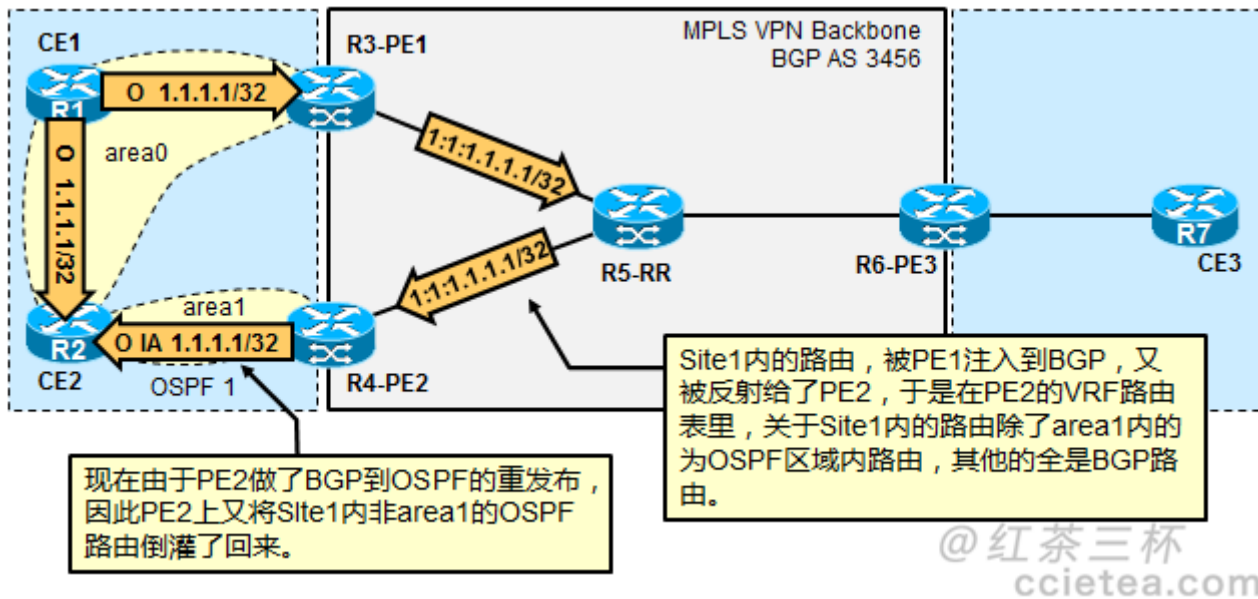 CE1
R1
O 1.1.1.1/32
R3-PE1
MPLS VPN Backbone
BGP AS 3456
area0
O 1.1.1.1/32
1:1:1.1.1.1/32
1:1:1.1.1.1/32
R5-RR
R6-PE3
R7
CE3
area1
R2
O IA 1.1.1.1/32
CE2
OSPF 1
R4-PE2
Site1内的路由，被PE1注入到BGP，又
被反射给了PE2，于是在PE2的VRF路由
表里，关于Site1内的路由除了area1内的
为OSPF区域内路由，其他的全是BGP路
由。
现在由于PE2做了BGP到OSPF的重发布，
因此PE2上又将SIte1内非area1的OSPF
路由倒灌了回来。
@红茶三杯
ccietea.com